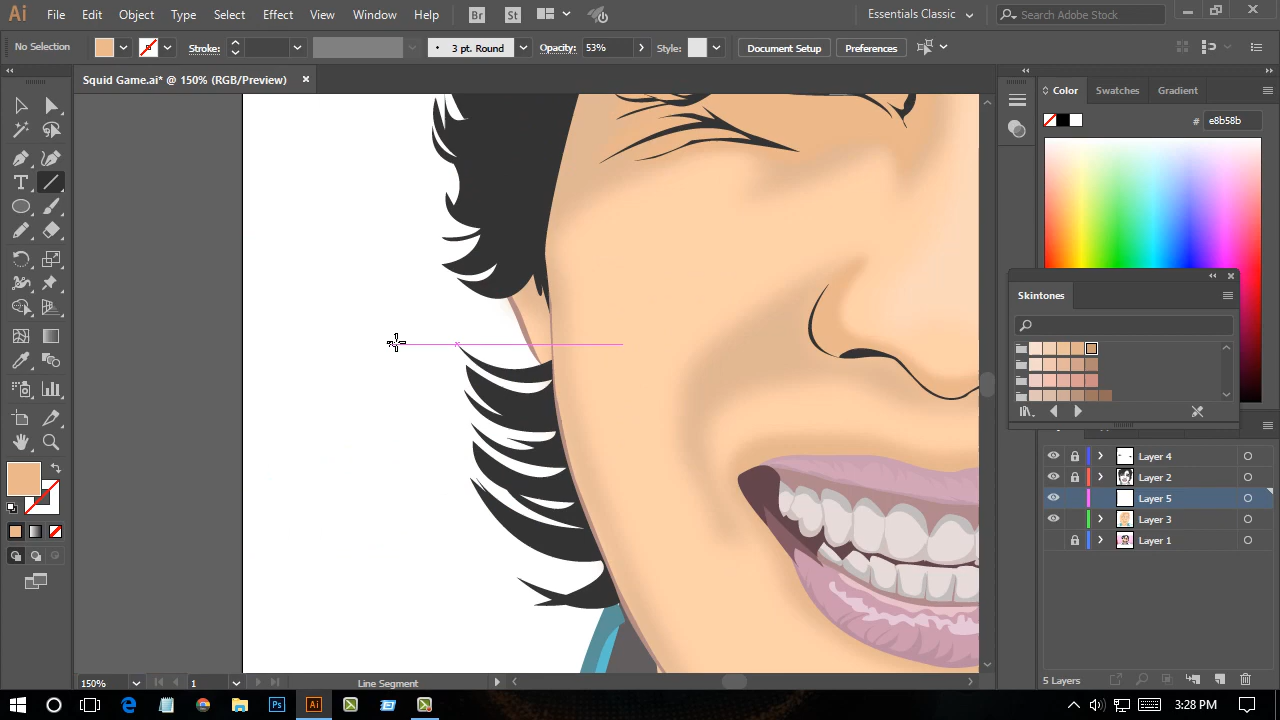 Ai File Edit Object Type Select Effect View Window Help Br St Essentials Classic Search Adobe Stock
No Selection Stroke: 3 pt. Round Opacity: 53% Style: Document Setup Preferences
Squid Game.ai* @ 150% (RGB/Preview)
Color Swatches Gradient
# e8b58b
Skintones
Layer 4
Layer 2
Layer 5
Layer 3
Layer 1
5 Layers
150% 1 Line Segment
Ps Ai 3:28 PM